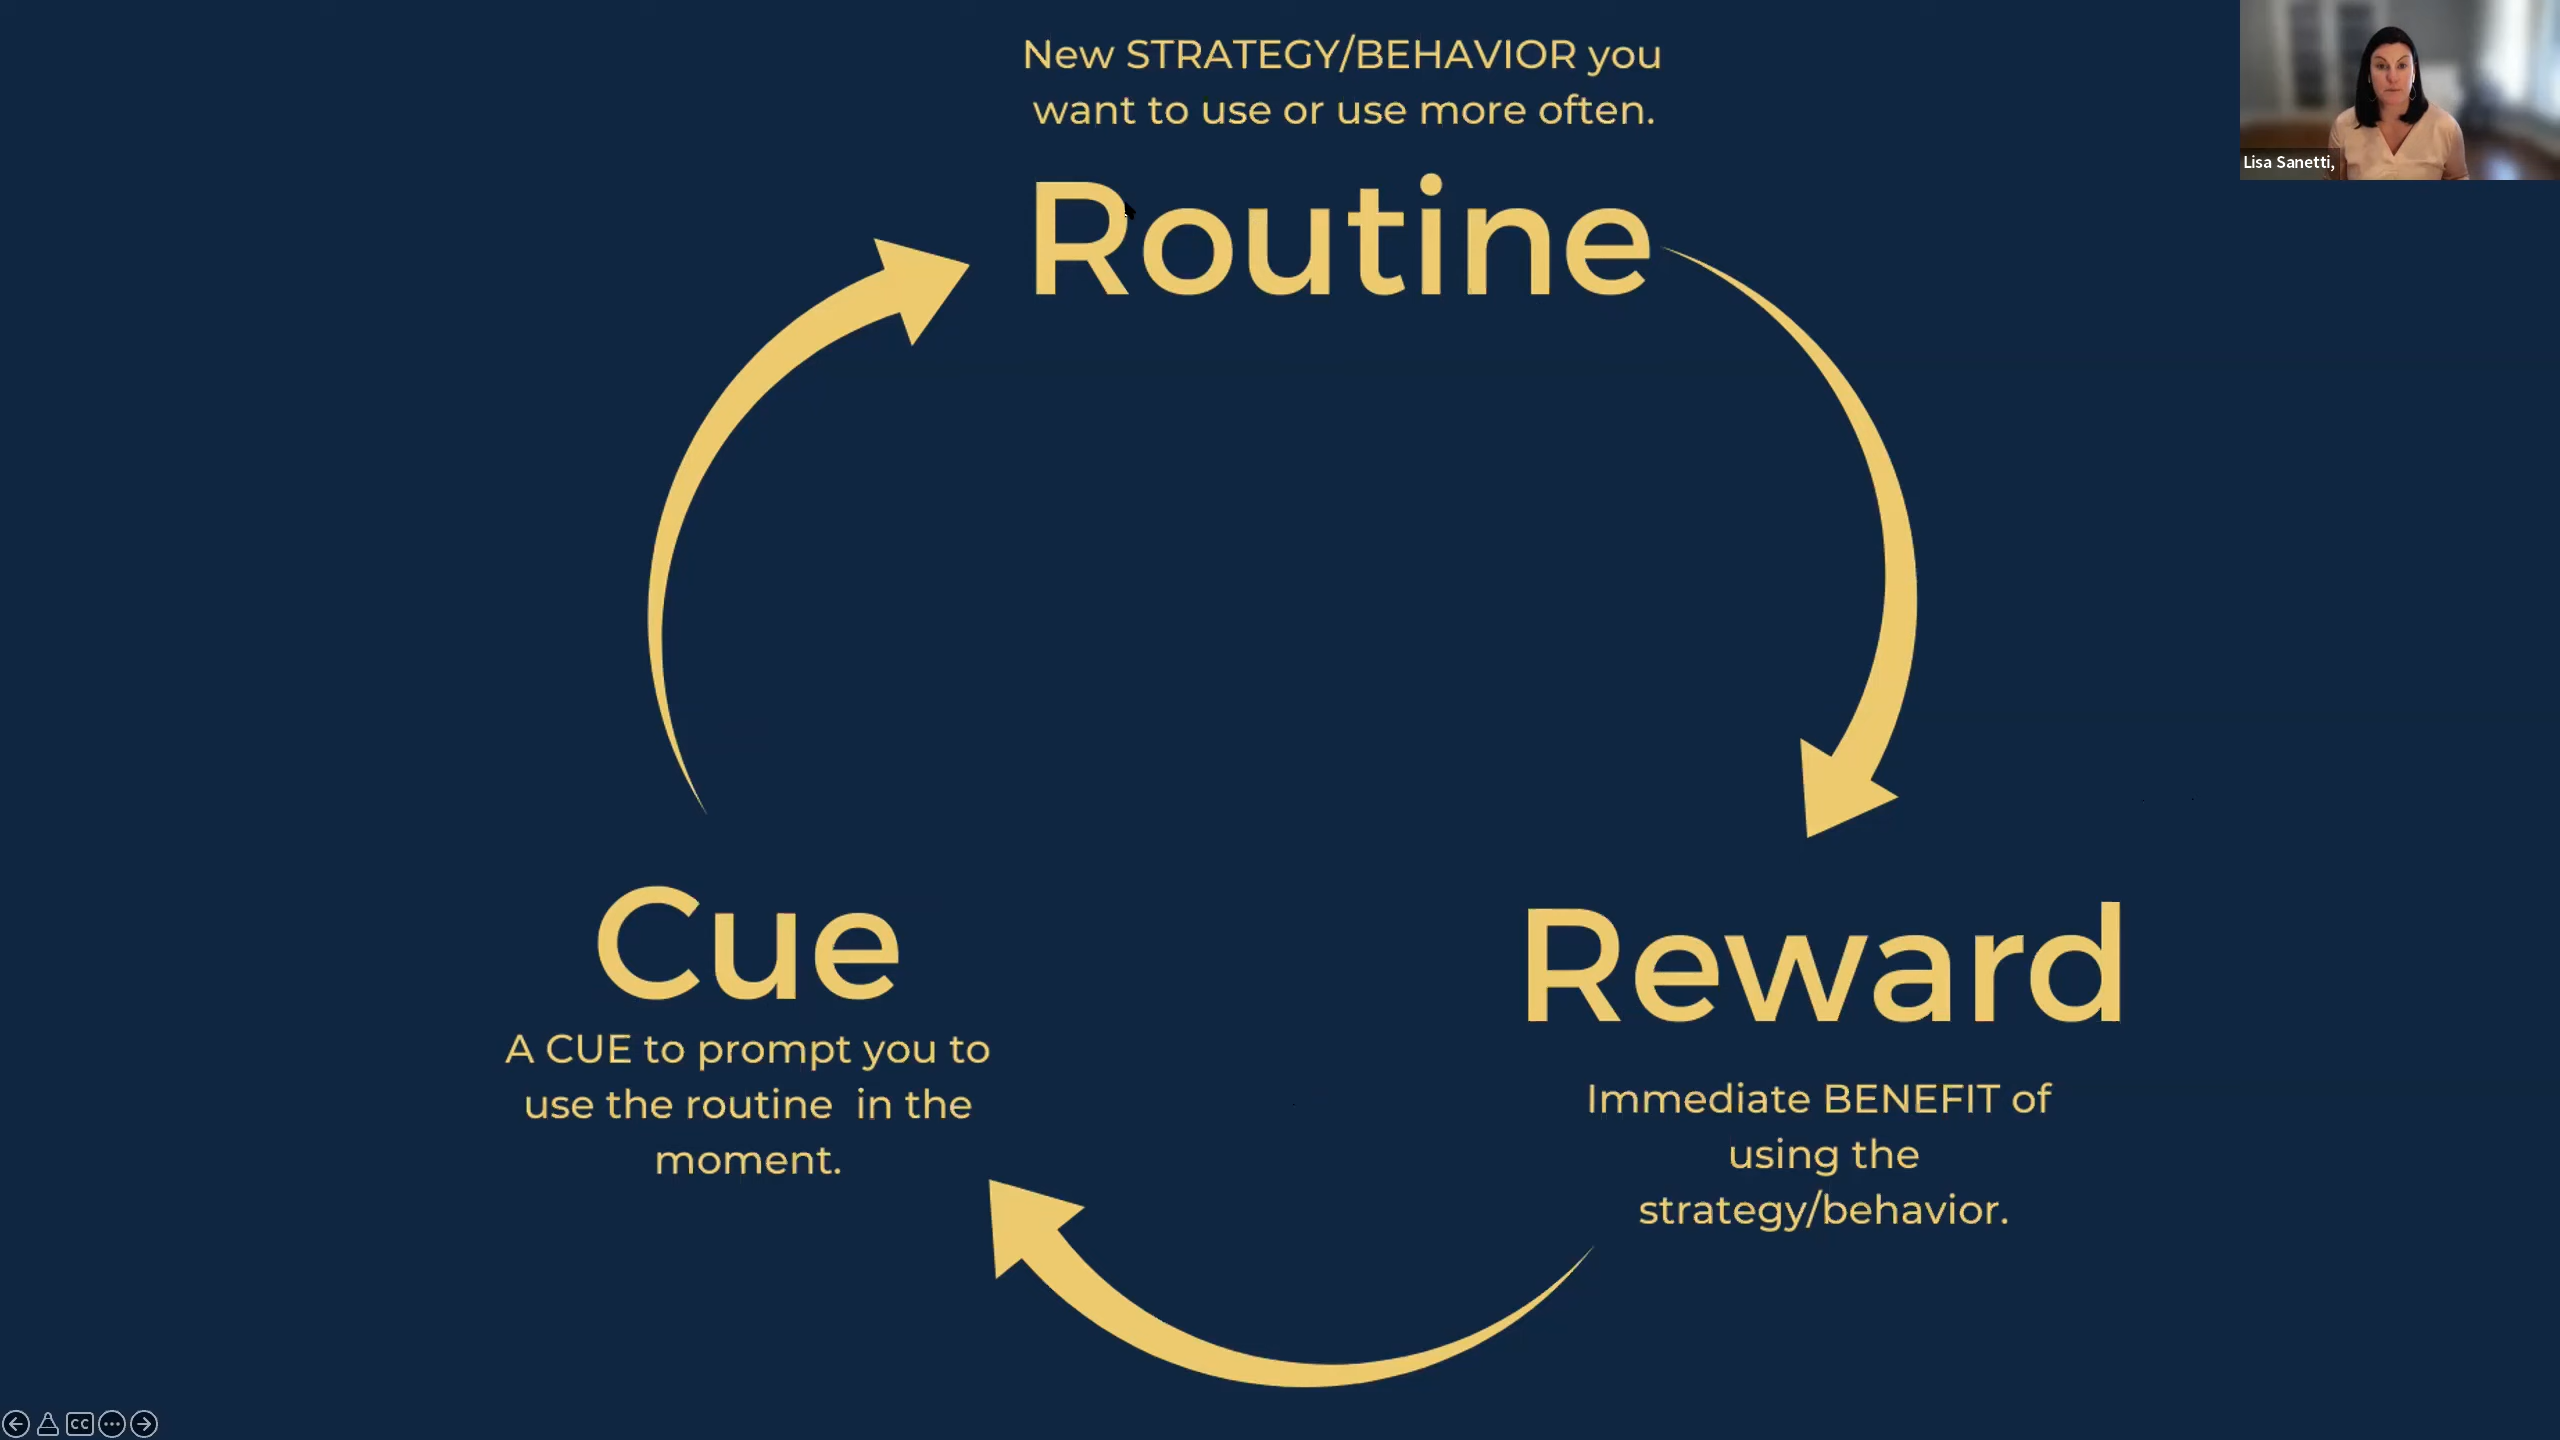 New STRATEGY/BEHAVIOR you
want to use or use more often.
Routine
Lisa Sanetti,
Cue
A CUE to prompt you to
use the routine  in the
moment.
Reward
Immediate BENEFIT of
using the
strategy/behavior.
CC